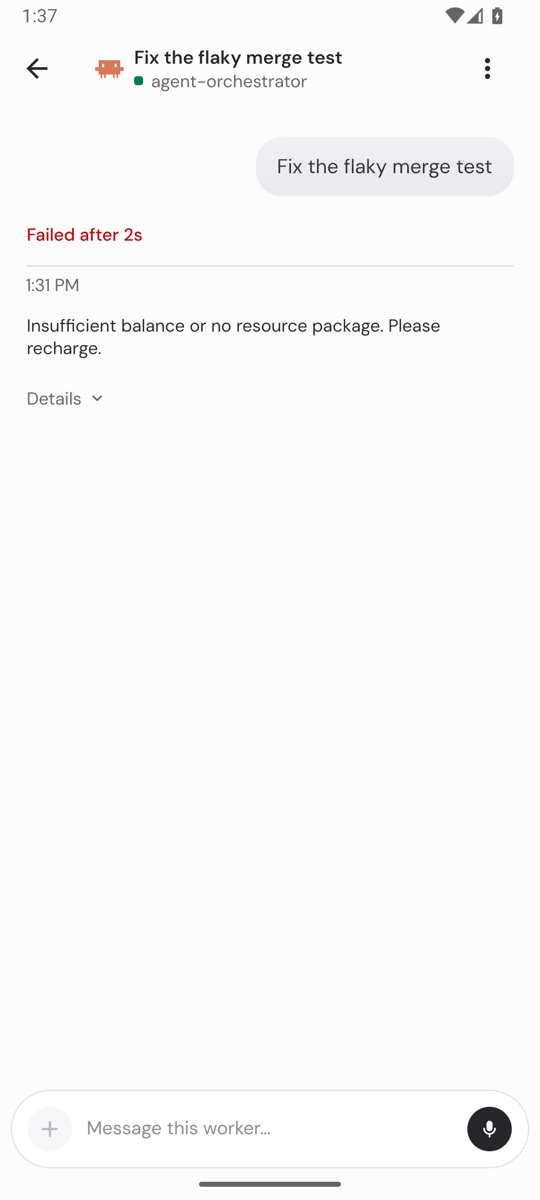 1:37
Fix the flaky merge test
agent-orchestrator
Fix the flaky merge test
Failed after 2s
1:31 PM
Insufficient balance or no resource package. Please
recharge.
Details
Message this worker...